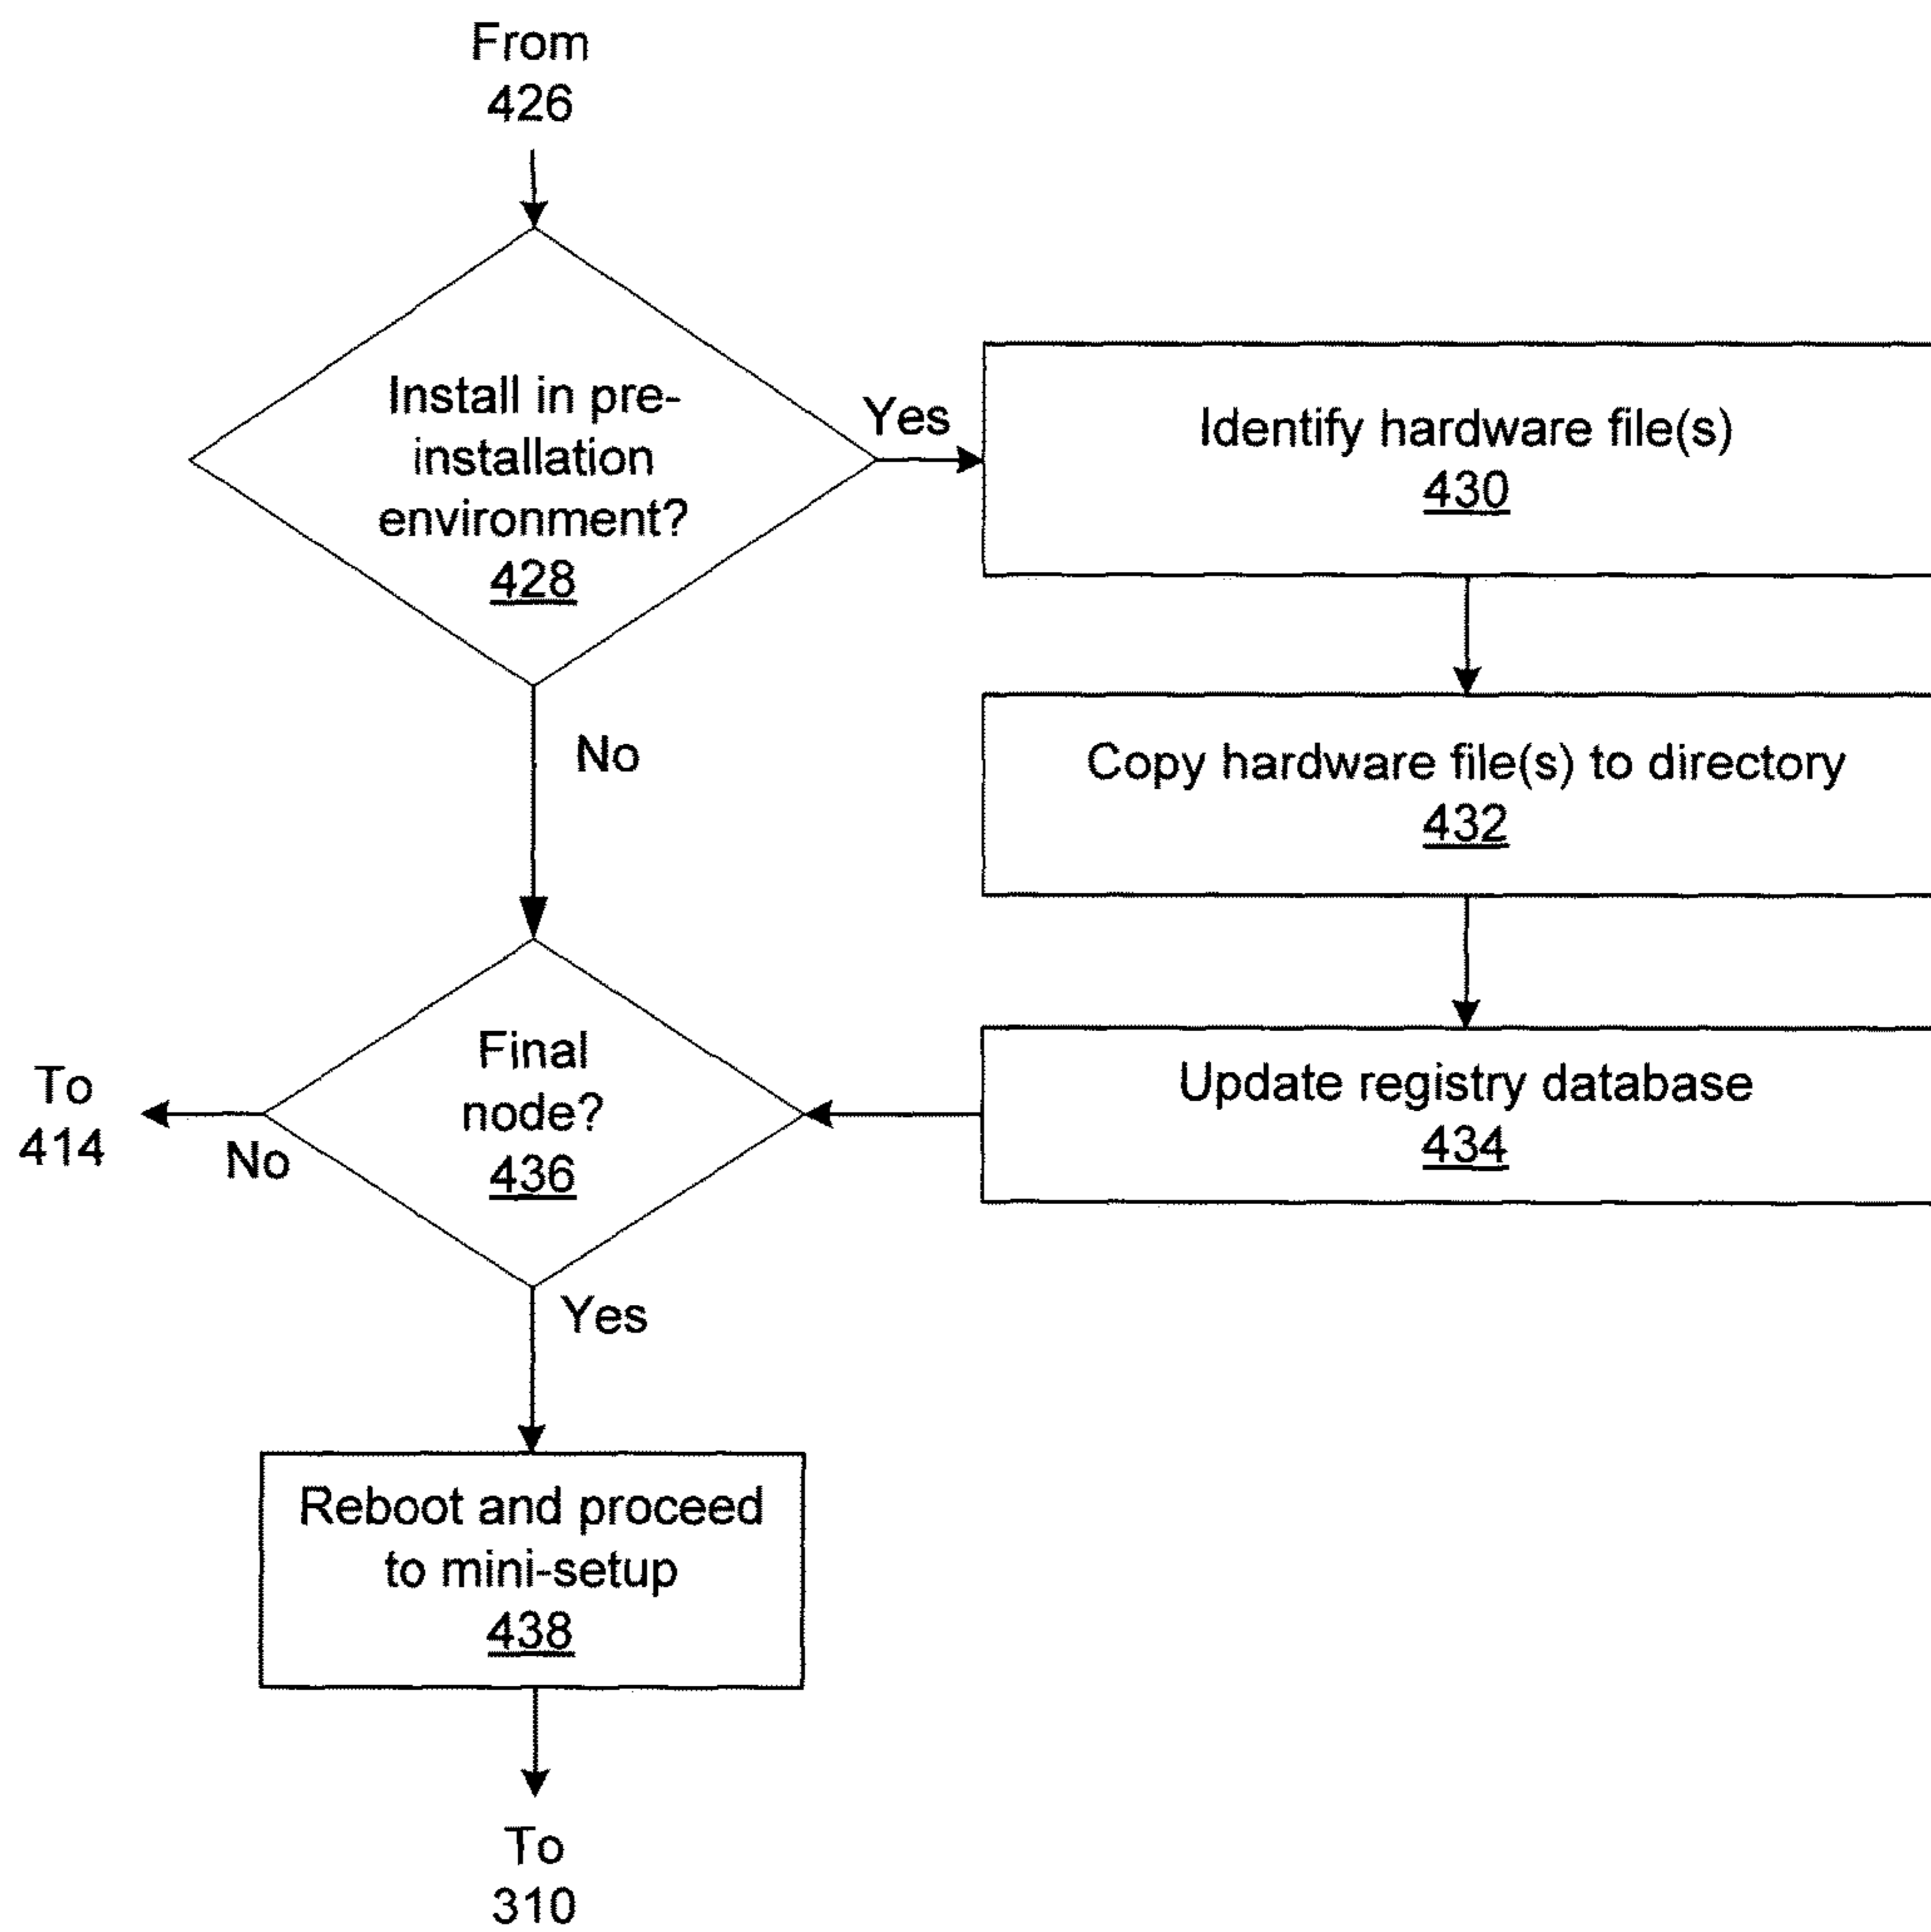 From
426
Install in pre-
installation
environment?
428
Yes
Identify hardware file(s)
430
No
Copy hardware file(s) to directory
432
Final
node?
436
To
414
No
Update registry database
434
Yes
Reboot and proceed
to mini-setup
438
To
310